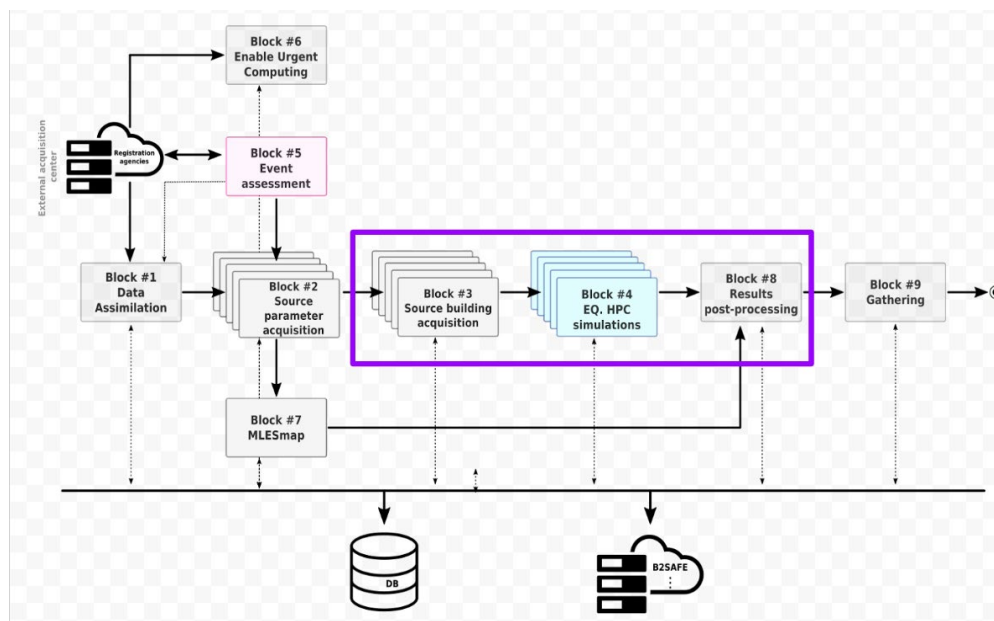 Block #6
Enable Urgent
Computing
External acquisition
center
Registration
agencies
Block #5
Event
assessment
Block #1
Data
Assimilation
Block #2
Source
parameter
acquisition
Block #3
Source building
acquisition
Block #4
EQ. HPC
simulations
Block #8
Results
post-processing
Block #9
Gathering
Block #7
MLESmap
DB
B2SAFE